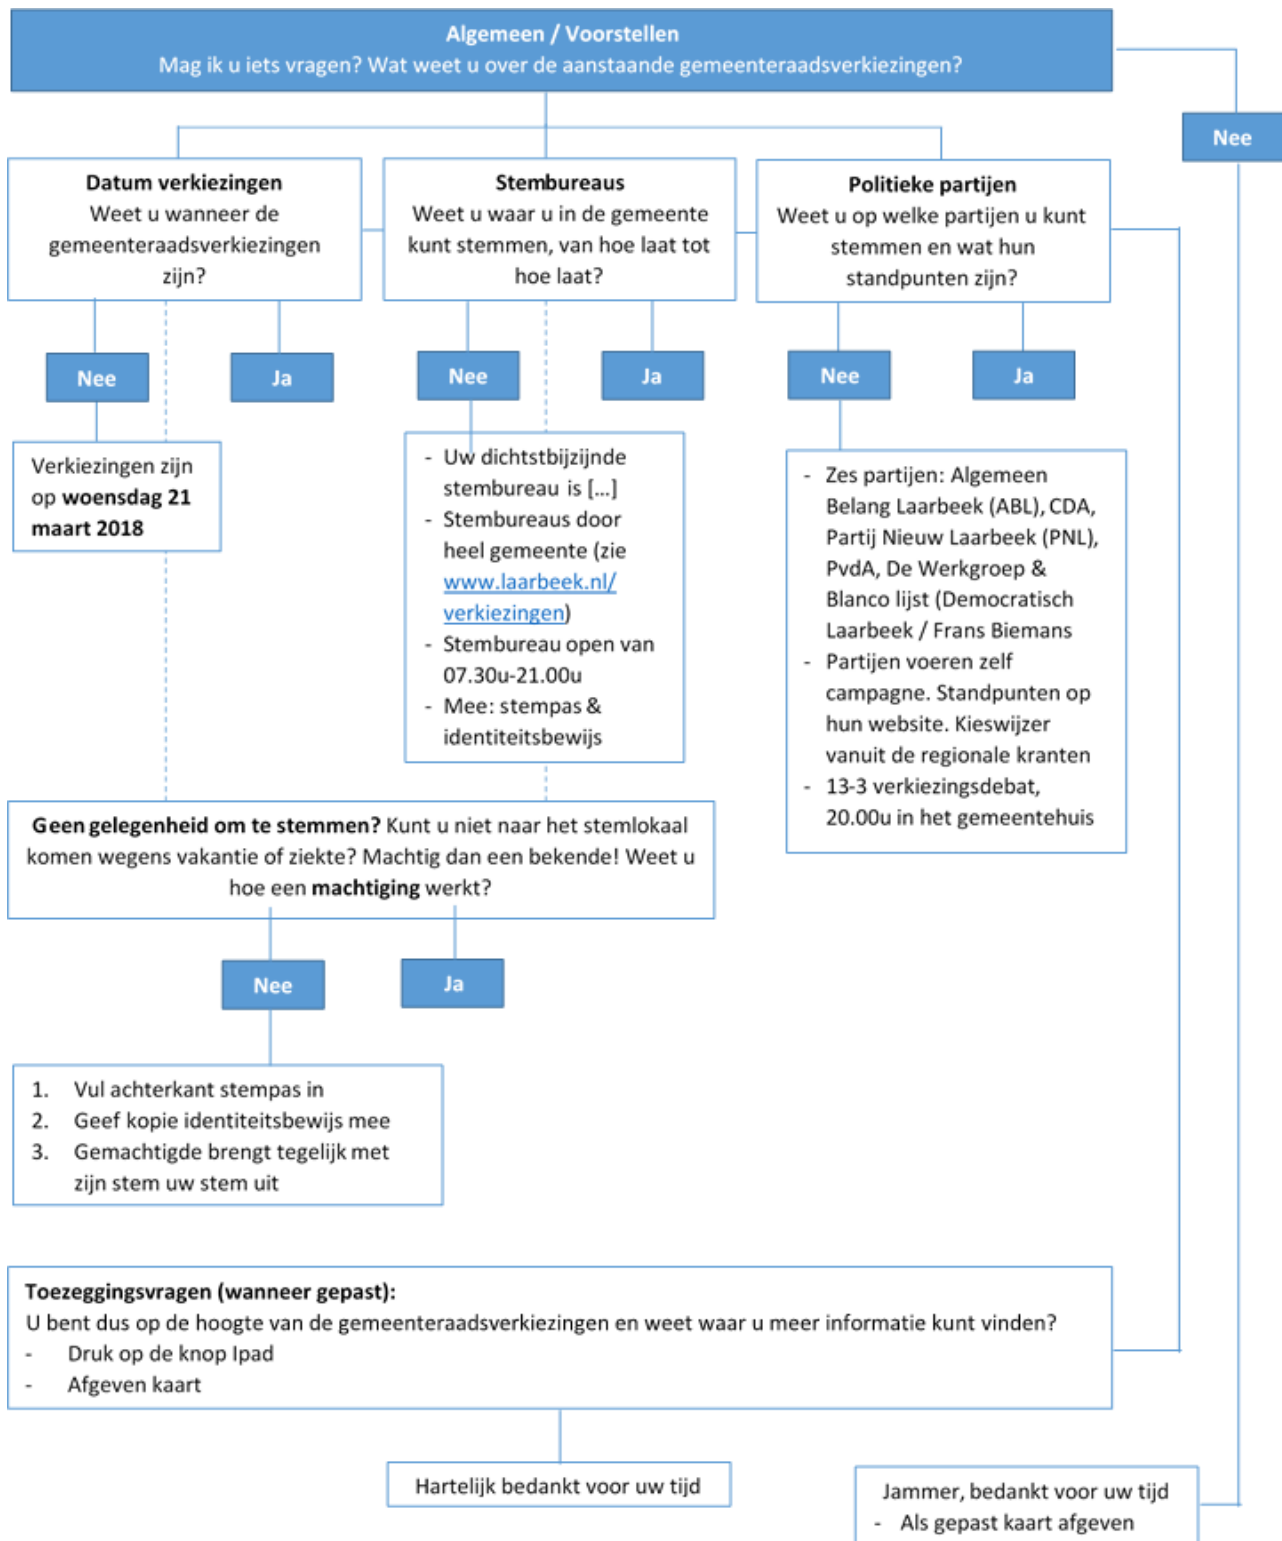 Algemeen / Voorstellen
Mag ik u iets vragen? Wat weet u over de aanstaande gemeenteraadsverkiezingen?
Nee
Datum verkiezingen
Weet u wanneer de
gemeenteraadsverkiezingen
zijn?
Stembureaus
Weet u waar u in de gemeente
kunt stemmen, van hoe laat tot
hoe laat?
Politieke partijen
Weet u op welke partijen u kunt
stemmen en wat hun
standpunten zijn?
Nee
Ja
Nee
Ja
Nee
Ja
Verkiezingen zijn
op woensdag 21
maart 2018
- Uw dichtstbijzijnde
stembureau is [...]
- Stembureaus door
heel gemeente (zie
www.laarbeek.nl/
verkiezingen)
- Stembureau open van
07.30u-21.00u
- Mee: stempas &
identiteitsbewijs
- Zes partijen: Algemeen
Belang Laarbeek (ABL), CDA,
Partij Nieuw Laarbeek (PNL),
PvdA, De Werkgroep &
Blanco lijst (Democratisch
Laarbeek / Frans Biemans
- Partijen voeren zelf
campagne. Standpunten op
hun website. Kieswijzer
vanuit de regionale kranten
- 13-3 verkiezingsdebat,
20.00u in het gemeentehuis
Geen gelegenheid om te stemmen? Kunt u niet naar het stemlokaal
komen wegens vakantie of ziekte? Machtig dan een bekende! Weet u
hoe een machtiging werkt?
Nee
Ja
1. Vul achterkant stempas in
2. Geef kopie identiteitsbewijs mee
3. Gemachtigde brengt tegelijk met
zijn stem uw stem uit
Toezeggingsvragen (wanneer gepast):
U bent dus op de hoogte van de gemeenteraadsverkiezingen en weet waar u meer informatie kunt vinden?
- Druk op de knop Ipad
- Afgeven kaart
Hartelijk bedankt voor uw tijd
Jammer, bedankt voor uw tijd
- Als gepast kaart afgeven